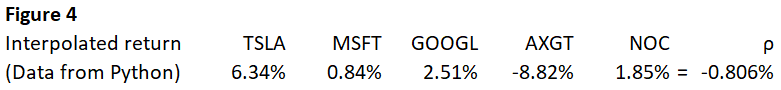 Figure 4
Interpolated return TSLA MSFT GOOGL AXGT NOC ρ
(Data from Python) 6.34% 0.84% 2.51% -8.82% 1.85% = -0.806%